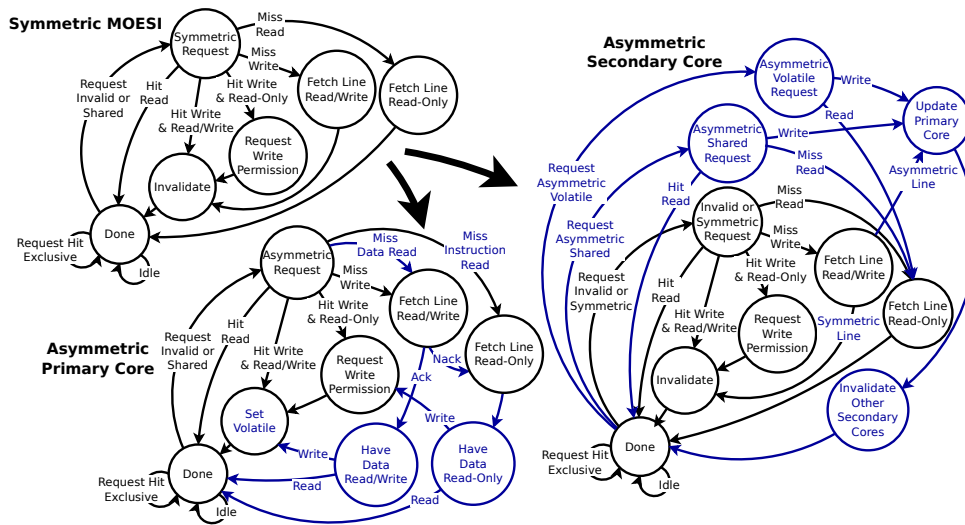 Symmetric MOESI
Symmetric
Request
Miss
Read
Miss
Write
Fetch Line
Read/Write
Fetch Line
Read-Only
Request
Invalid or
Shared
Hit
Read
Hit Write
& Read-Only
Hit Write
& Read/Write
Request
Write
Permission
Invalidate
Done
Request Hit
Exclusive
Idle
Asymmetric
Primary Core
Asymmetric
Request
Miss
Data Read
Miss
Instruction
Read
Miss
Write
Fetch Line
Read/Write
Hit Write
& Read-Only
Request
Invalid or
Shared
Hit
Read
Hit Write
& Read/Write
Request
Write
Permission
Nack
Ack
Fetch Line
Read-Only
Set
Volatile
Write
Write
Have
Data
Read/Write
Have
Data
Read-Only
Done
Read
Read
Request Hit
Exclusive
Idle
Asymmetric
Secondary Core
Asymmetric
Volatile
Request
Write
Read
Update
Primary
Core
Asymmetric
Shared
Request
Write
Miss
Read
Asymmetric
Line
Request
Asymmetric
Volatile
Hit
Read
Request
Asymmetric
Shared
Invalid or
Symmetric
Request
Miss
Read
Miss
Write
Fetch Line
Read/Write
Request
Invalid or
Symmetric
Hit
Read
Hit Write
& Read-Only
Hit Write
& Read/Write
Request
Write
Permission
Symmetric
Line
Fetch Line
Read-Only
Invalidate
Invalidate
Other
Secondary
Cores
Done
Request Hit
Exclusive
Idle